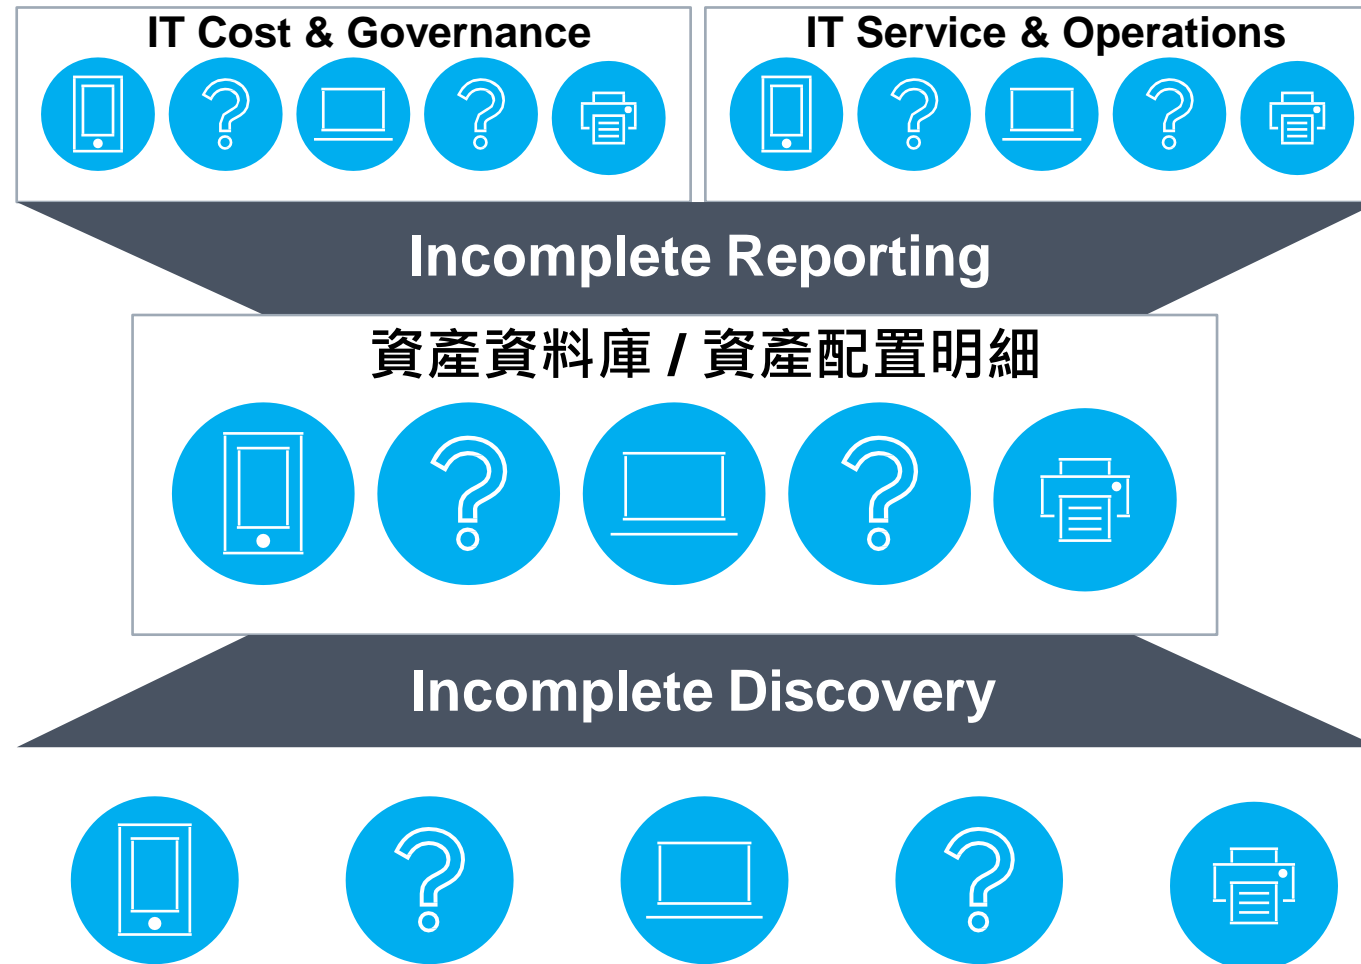 IT Cost & Governance
IT Service & Operations
Incomplete Reporting
資產資料庫 / 資產配置明細
Incomplete Discovery